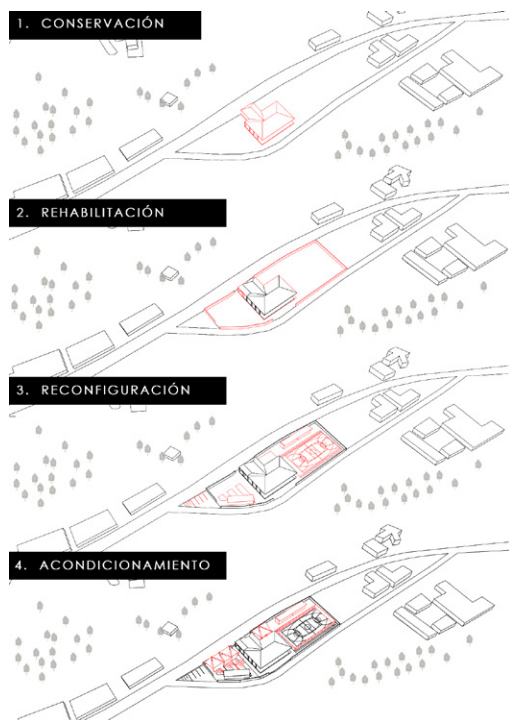 1. CONSERVACIÓN
2. REHABILITACIÓN
3. RECONFIGURACIÓN
4. ACONDICIONAMIENTO